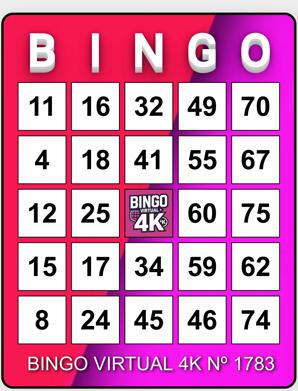 B I N G O
11 16 32 49 70
4 18 41 55 67
12 25 BINGO VIRTUAL 4K 60 75
15 17 34 59 62
8 24 45 46 74
BINGO VIRTUAL 4K Nº 1783